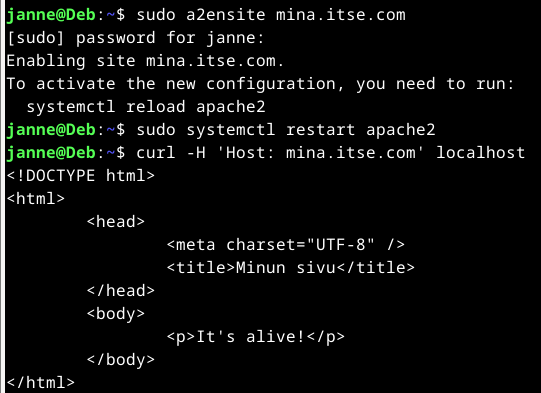 janne@Deb:~$ sudo a2ensite mina.itse.com
[sudo] password for janne:
Enabling site mina.itse.com.
To activate the new configuration, you need to run:
  systemctl reload apache2
janne@Deb:~$ sudo systemctl restart apache2
janne@Deb:~$ curl -H 'Host: mina.itse.com' localhost
<!DOCTYPE html>
<html>
        <head>
                <meta charset="UTF-8" />
                <title>Minun sivu</title>
        </head>
        <body>
                <p>It's alive!</p>
        </body>
</html>